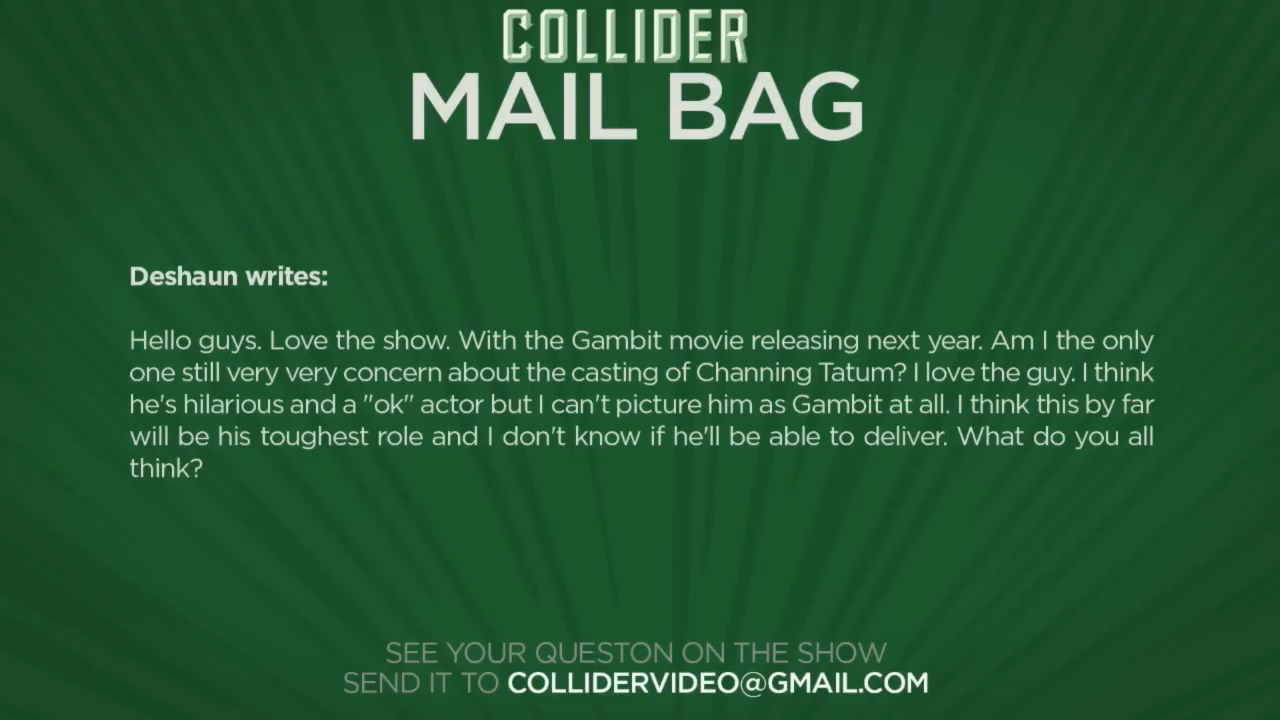 COLLIDER
MAIL BAG
Deshaun writes:
Hello guys. Love the show. With the Gambit movie releasing next year. Am I the only
one still very very concern about the casting of Channing Tatum? I love the guy. I think
he's hilarious and a "ok" actor but I can't picture him as Gambit at all. I think this by far
will be his toughest role and I don't know if he'll be able to deliver. What do you all
think?
SEE YOUR QUESTON ON THE SHOW
SEND IT TO COLLIDERVIDEO@GMAIL.COM